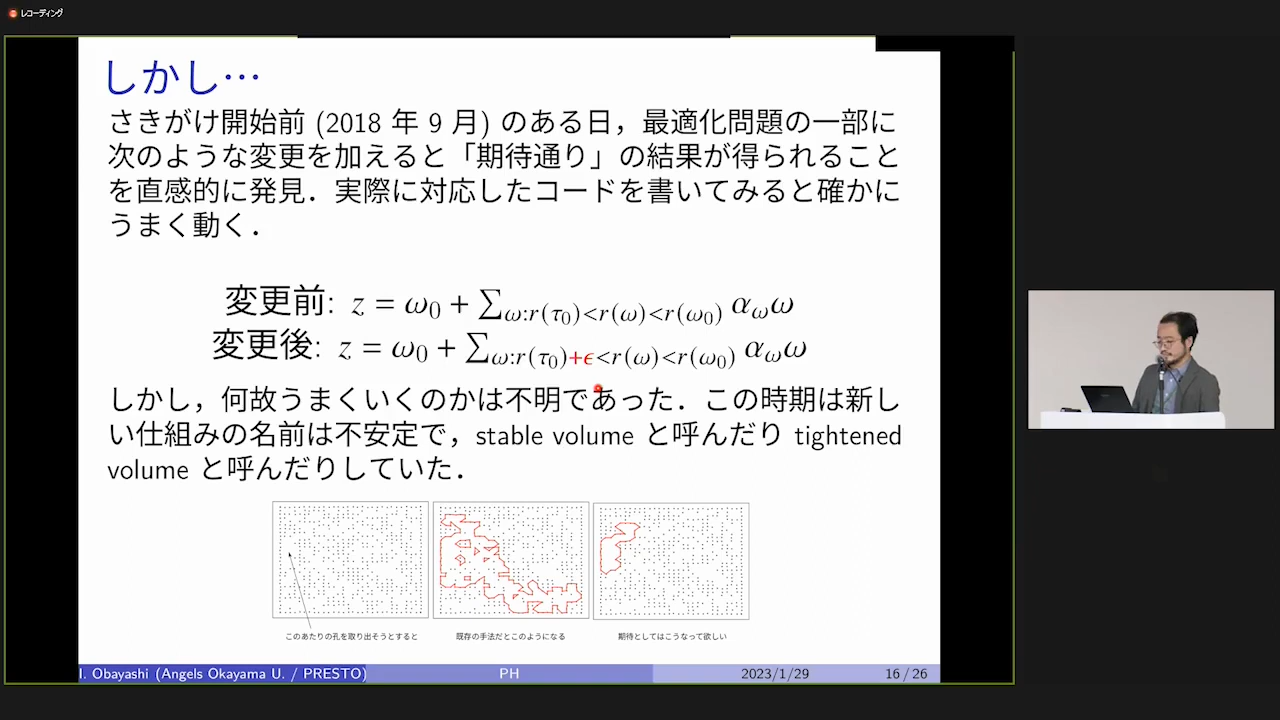 レコーディング
しかし…
さきがけ開始前 (2018 年 9 月) のある日，最適化問題の一部に
次のような変更を加えると「期待通り」の結果が得られること
を直感的に発見．実際に対応したコードを書いてみると確かに
うまく動く．
変更前: z = ω₀ + ∑_{ω:r(τ₀)<r(ω)<r(ω₀)} α_ω ω
変更後: z = ω₀ + ∑_{ω:r(τ₀)+ϵ<r(ω)<r(ω₀)} α_ω ω
しかし，何故うまくいくのかは不明であった．この時期は新し
い仕組みの名前は不安定で，stable volume と呼んだり tightened
volume と呼んだりしていた．
このあたりの孔を取り出そうとすると
既存の手法だとこのようになる
期待としてはこうなって欲しい
I. Obayashi (Angels Okayama U. / PRESTO)
PH
2023/1/29
16 / 26